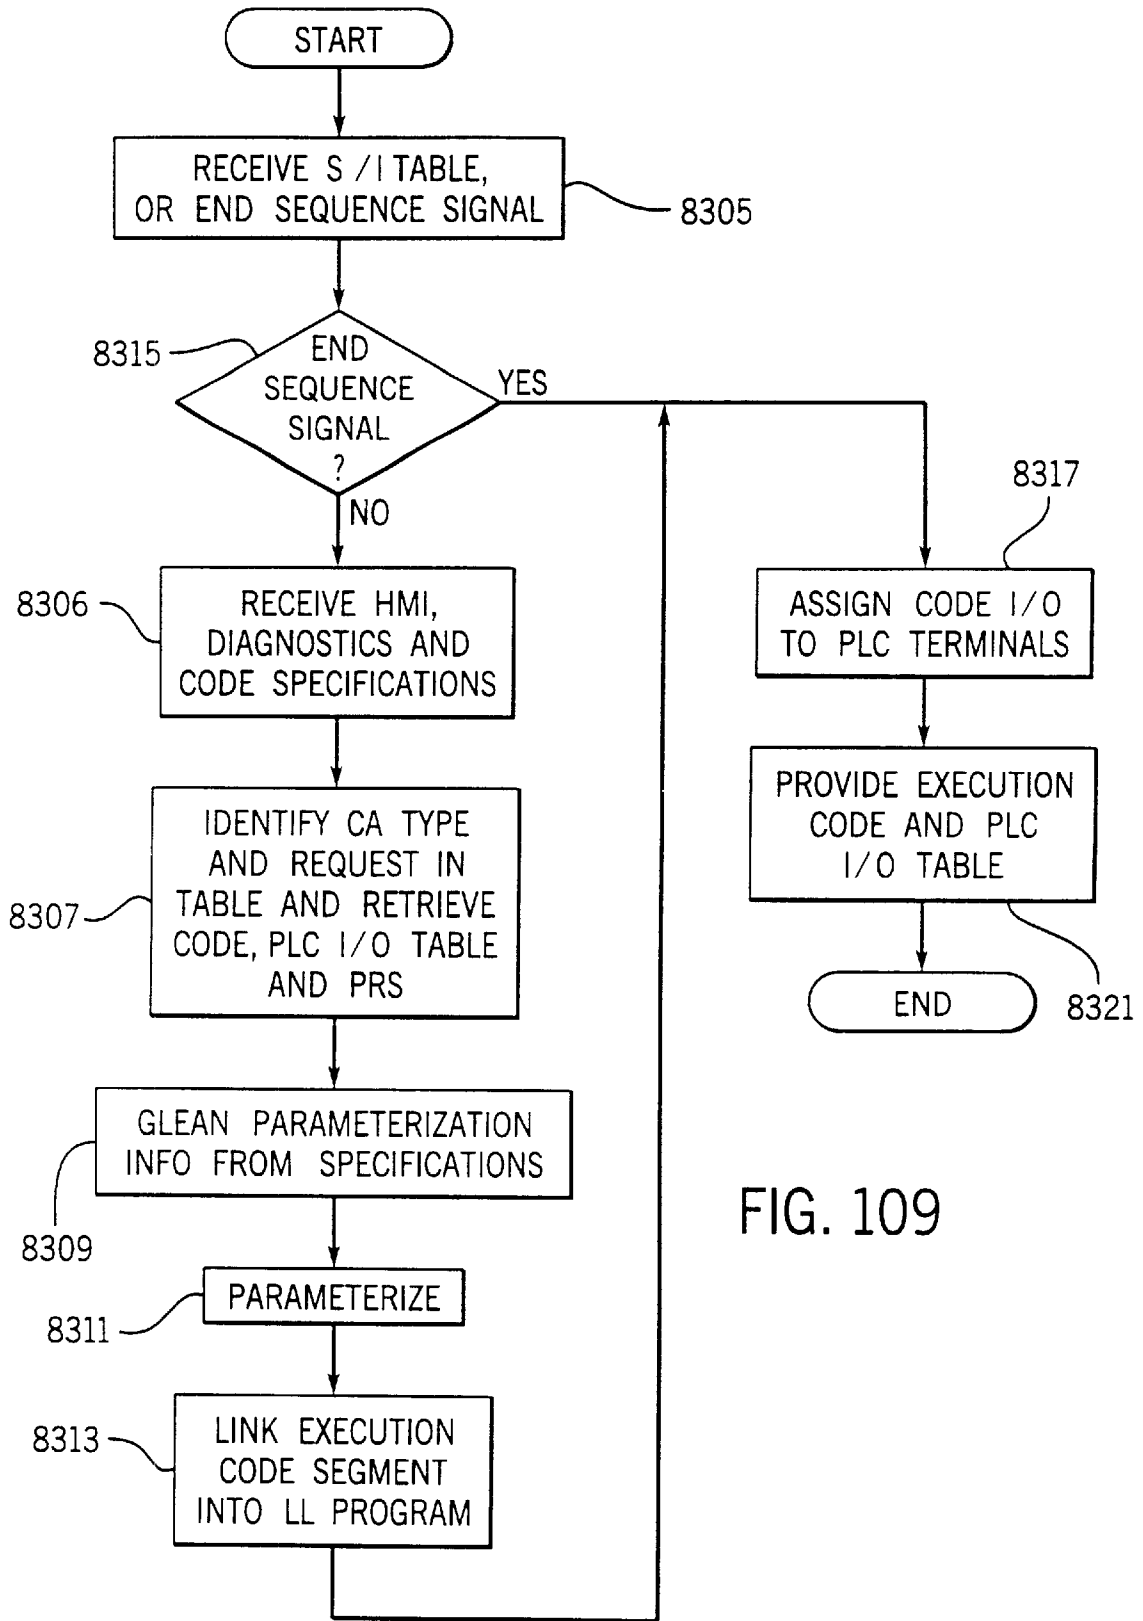 START
RECEIVE S/I TABLE,
OR END SEQUENCE SIGNAL
8305
8315
END
SEQUENCE
SIGNAL
?
YES
NO
8306
RECEIVE HMI,
DIAGNOSTICS AND
CODE SPECIFICATIONS
8307
IDENTIFY CA TYPE
AND REQUEST IN
TABLE AND RETRIEVE
CODE, PLC I/O TABLE
AND PRS
GLEAN PARAMETERIZATION
INFO FROM SPECIFICATIONS
8309
PARAMETERIZE
8311
8313
LINK EXECUTION
CODE SEGMENT
INTO LL PROGRAM
8317
ASSIGN CODE I/O
TO PLC TERMINALS
PROVIDE EXECUTION
CODE AND PLC
I/O TABLE
8321
END
FIG. 109